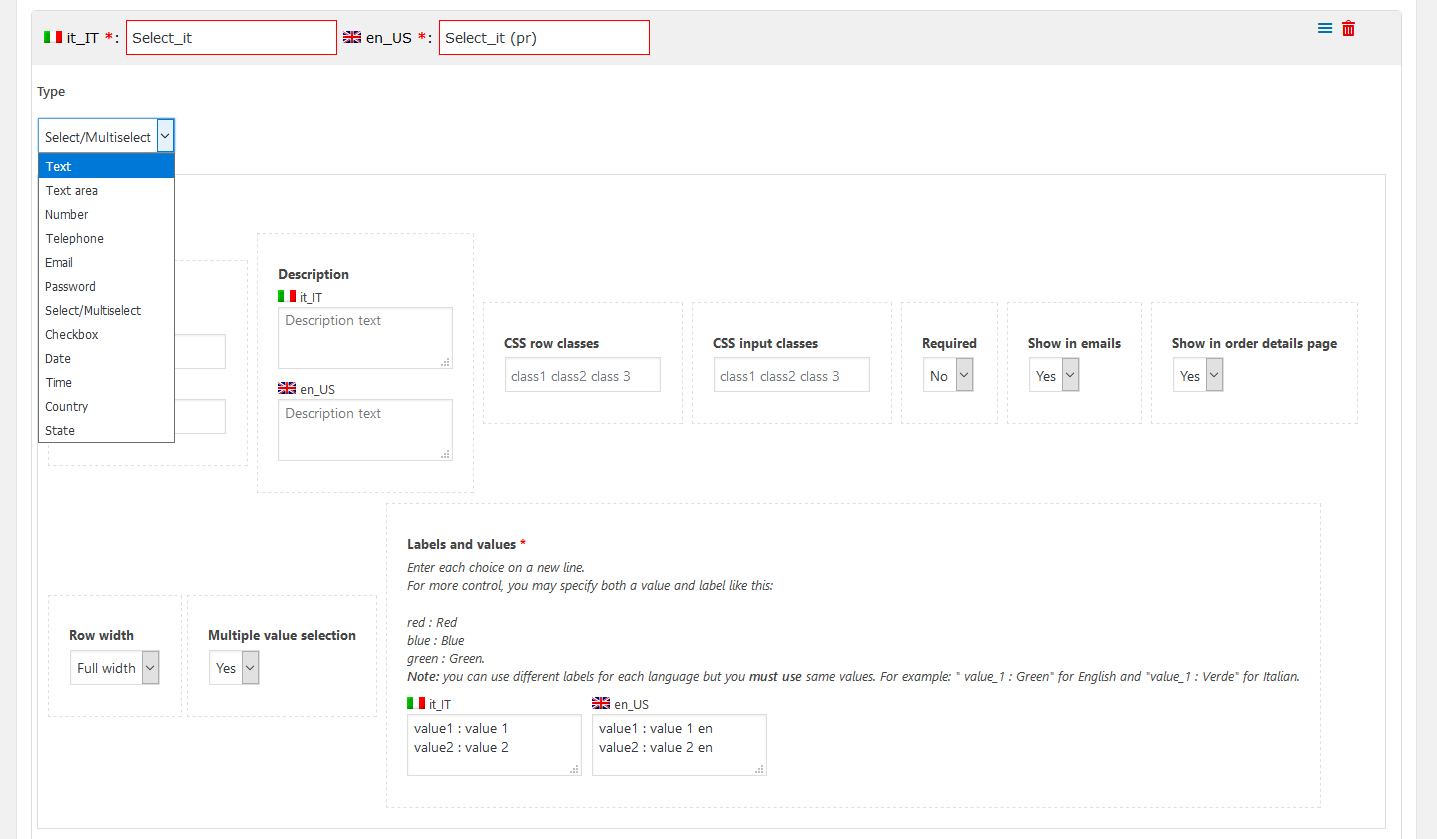 it_IT *: Select_it en_US *: Select_it (pr)
Type
Select/Multiselect
Text
Text area
Number
Telephone
Email
Password
Select/Multiselect
Checkbox
Date
Time
Country
State
Description
it_IT
Description text
en_US
Description text
CSS row classes
class1 class2 class 3
CSS input classes
class1 class2 class 3
Required
No
Show in emails
Yes
Show in order details page
Yes
Row width
Full width
Multiple value selection
Yes
Labels and values *
Enter each choice on a new line.
For more control, you may specify both a value and label like this:
red : Red
blue : Blue
green : Green.
Note: you can use different labels for each language but you must use same values. For example: " value_1 : Green" for English and "value_1 : Verde" for Italian.
it_IT
value1 : value 1
value2 : value 2
en_US
value1 : value 1 en
value2 : value 2 en